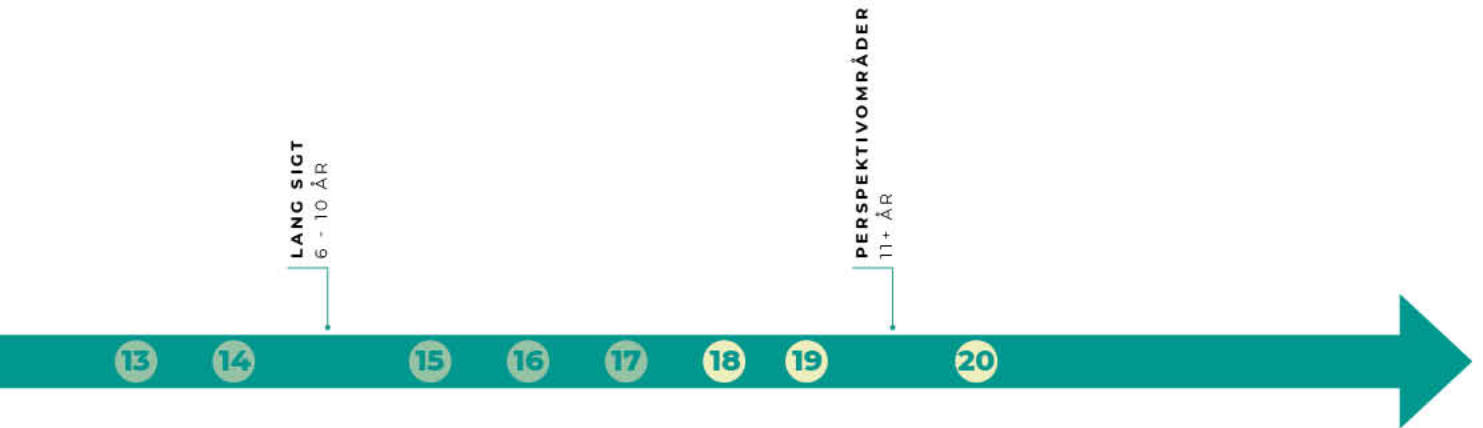 LANG SIGT
6 - 10 ÅR
PERSPEKTIVOMRÅDER
11+ ÅR
13
14
15
16
17
18
19
20